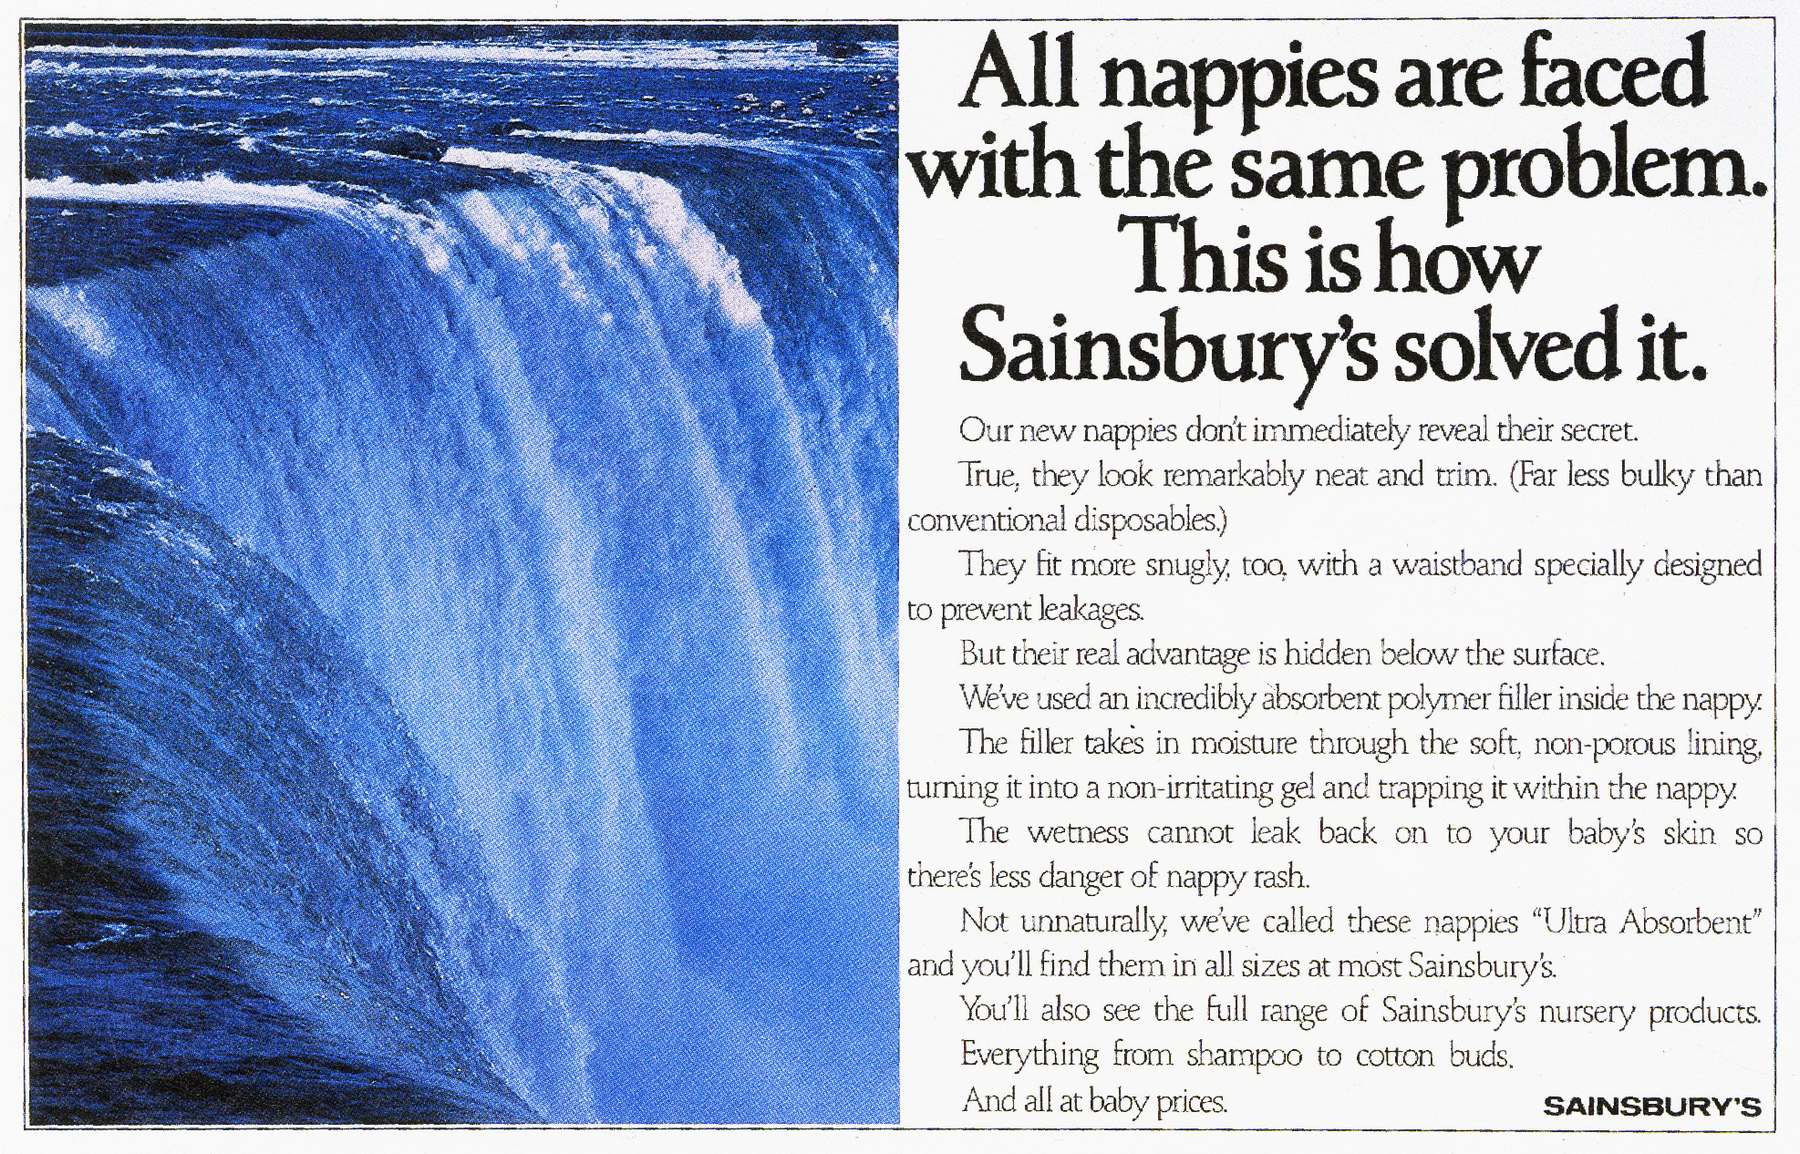 All nappies are faced
with the same problem.
This is how
Sainsbury's solved it.
Our new nappies don't immediately reveal their secret.
True, they look remarkably neat and trim. (Far less bulky than
conventional disposables.)
They fit more snugly, too, with a waistband specially designed
to prevent leakages.
But their real advantage is hidden below the surface.
We've used an incredibly absorbent polymer filler inside the nappy.
The filler takes in moisture through the soft, non-porous lining,
turning it into a non-irritating gel and trapping it within the nappy.
The wetness cannot leak back on to your baby's skin so
there's less danger of nappy rash.
Not unnaturally, we've called these nappies “Ultra Absorbent”
and you'll find them in all sizes at most Sainsbury's.
You'll also see the full range of Sainsbury's nursery products.
Everything from shampoo to cotton buds.
And all at baby prices.
SAINSBURY'S